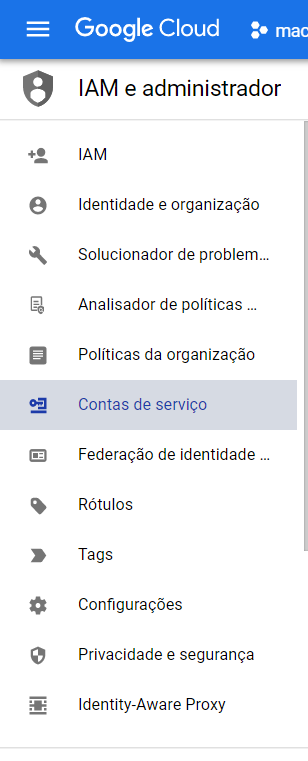 Google Cloud
mac
IAM e administrador
IAM
Identidade e organização
Solucionador de problem...
Analisador de políticas ...
Políticas da organização
Contas de serviço
Federação de identidade ...
Rótulos
Tags
Configurações
Privacidade e segurança
Identity-Aware Proxy